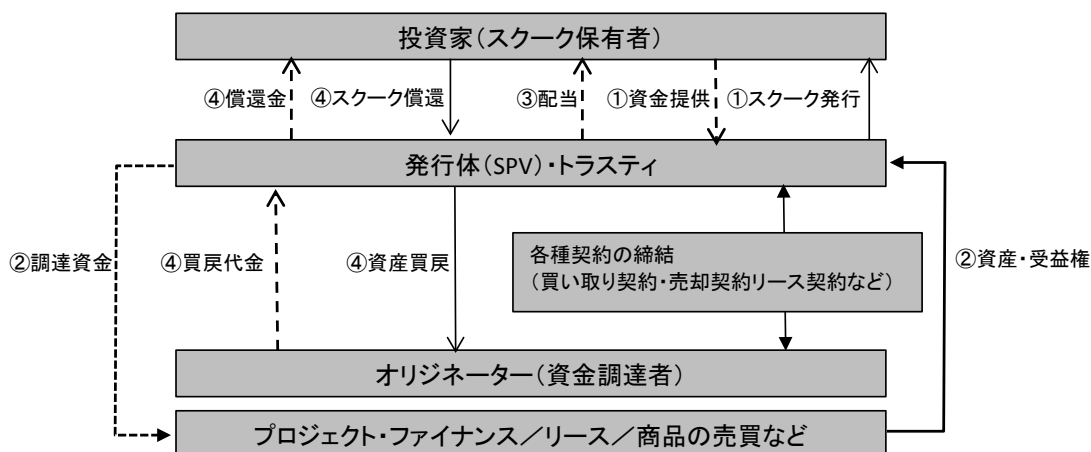 投資家(スクーク保有者)
④償還金
④スクーク償還
③配当
①資金提供
①スクーク発行
発行体(SPV)・トラスティ
②調達資金
④買戻代金
④資産買戻
各種契約の締結
(買い取り契約・売却契約リース契約など)
②資産・受益権
オリジネーター(資金調達者)
プロジェクト・ファイナンス/リース/商品の売買など